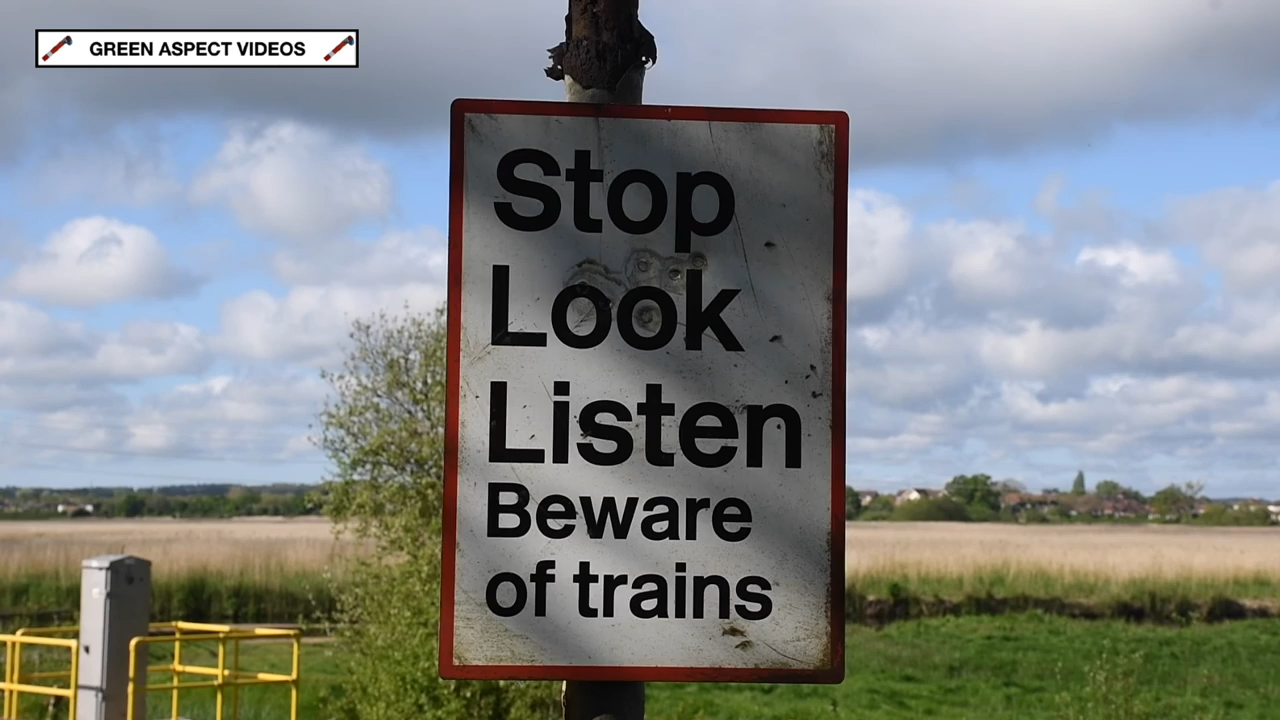 GREEN ASPECT VIDEOS
Stop
Look
Listen
Beware
of trains